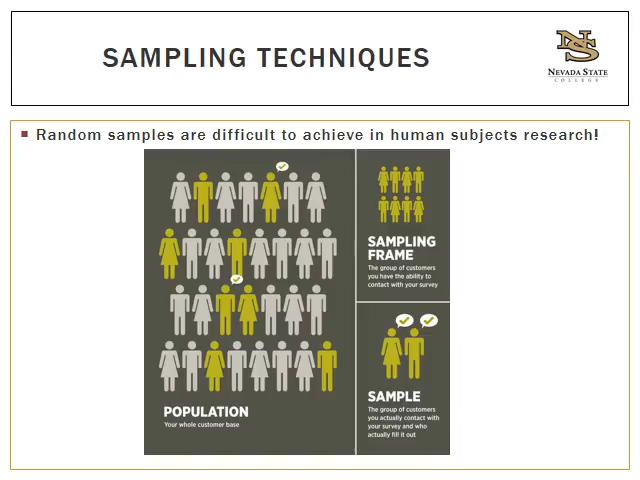 SAMPLING TECHNIQUES
NS
NEVADA STATE
COLLEGE
Random samples are difficult to achieve in human subjects research!
SAMPLING
FRAME
The group of customers
you have the ability to
contact with your survey
POPULATION
Your whole customer base
SAMPLE
The group of customers
you actually contact with
your survey and who
actually fill it out